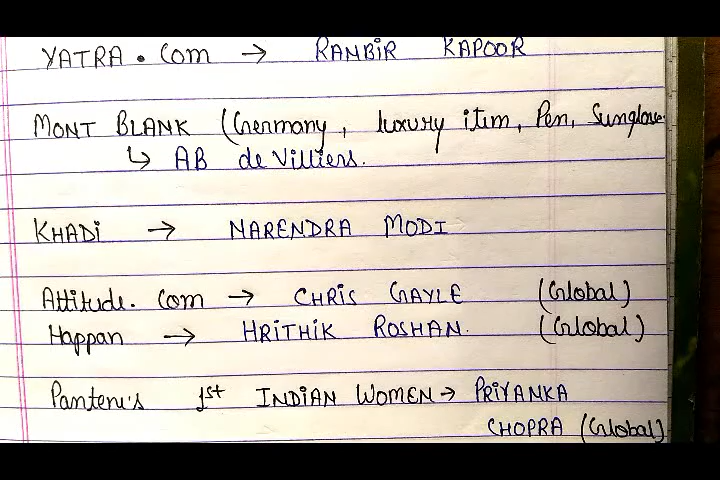 YATRA.COM → RANBIR KAPOOR
MONT BLANK (Germany, luxury item, Pen,
↳ AB de Villiers.
KHADI → NARENDRA MODI
Attitude.com → CHRIS GAYLE (Global)
Happan → HRITHIK ROSHAN. (Global)
Pantene's 1st INDIAN WOMEN → PRIYANKA
CHOPRA (Global)